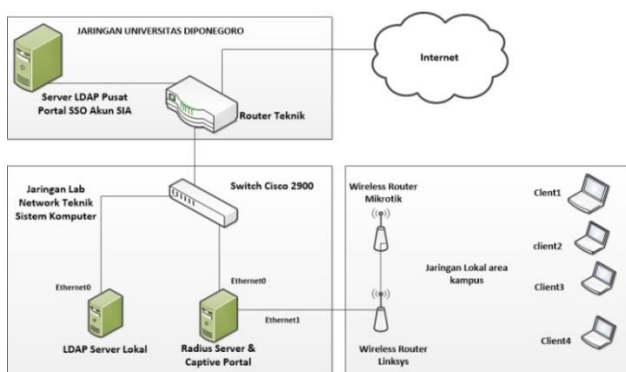 JARINGAN UNIVERSITAS DIPONEGORO
Internet
Server LDAP Pusat
Portal SSO Akun SIA
Router Teknik
Jaringan Lab
Network Teknik
Sistem Komputer
Switch Cisco 2900
Ethernet0
Ethernet0
Ethernet1
LDAP Server Lokal
Radius Server &
Captive Portal
Wireless Router
Mikrotik
Jaringan Lokal area
kampus
Wireless Router
Linksys
Clent1
client2
Client3
Client4